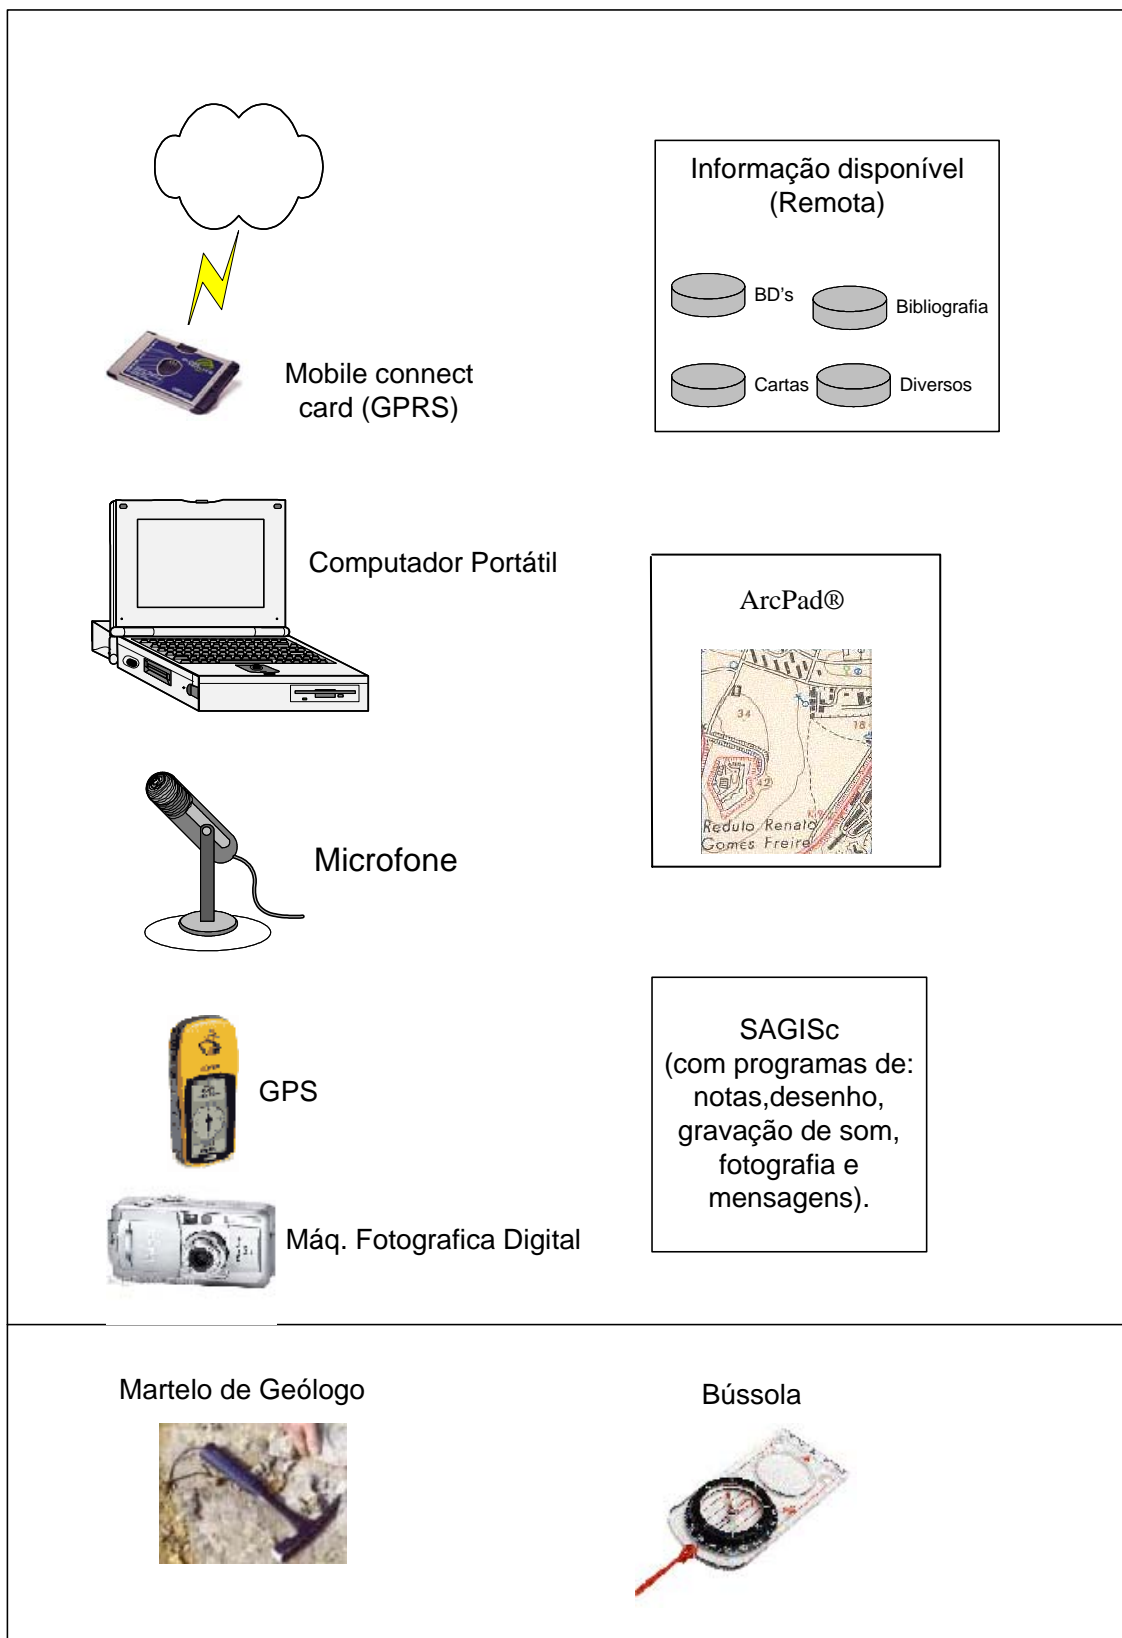 Informação disponível
(Remota)
BD's
Bibliografia
Cartas
Diversos
Mobile connect
card (GPRS)
Computador Portátil
ArcPad®
34
18
42
Reduto Renato
Gomes Freire
Microfone
SAGISc
(com programas de:
notas,desenho,
gravação de som,
fotografia e
mensagens).
GPS
Máq. Fotografica Digital
Martelo de Geólogo
Bússola